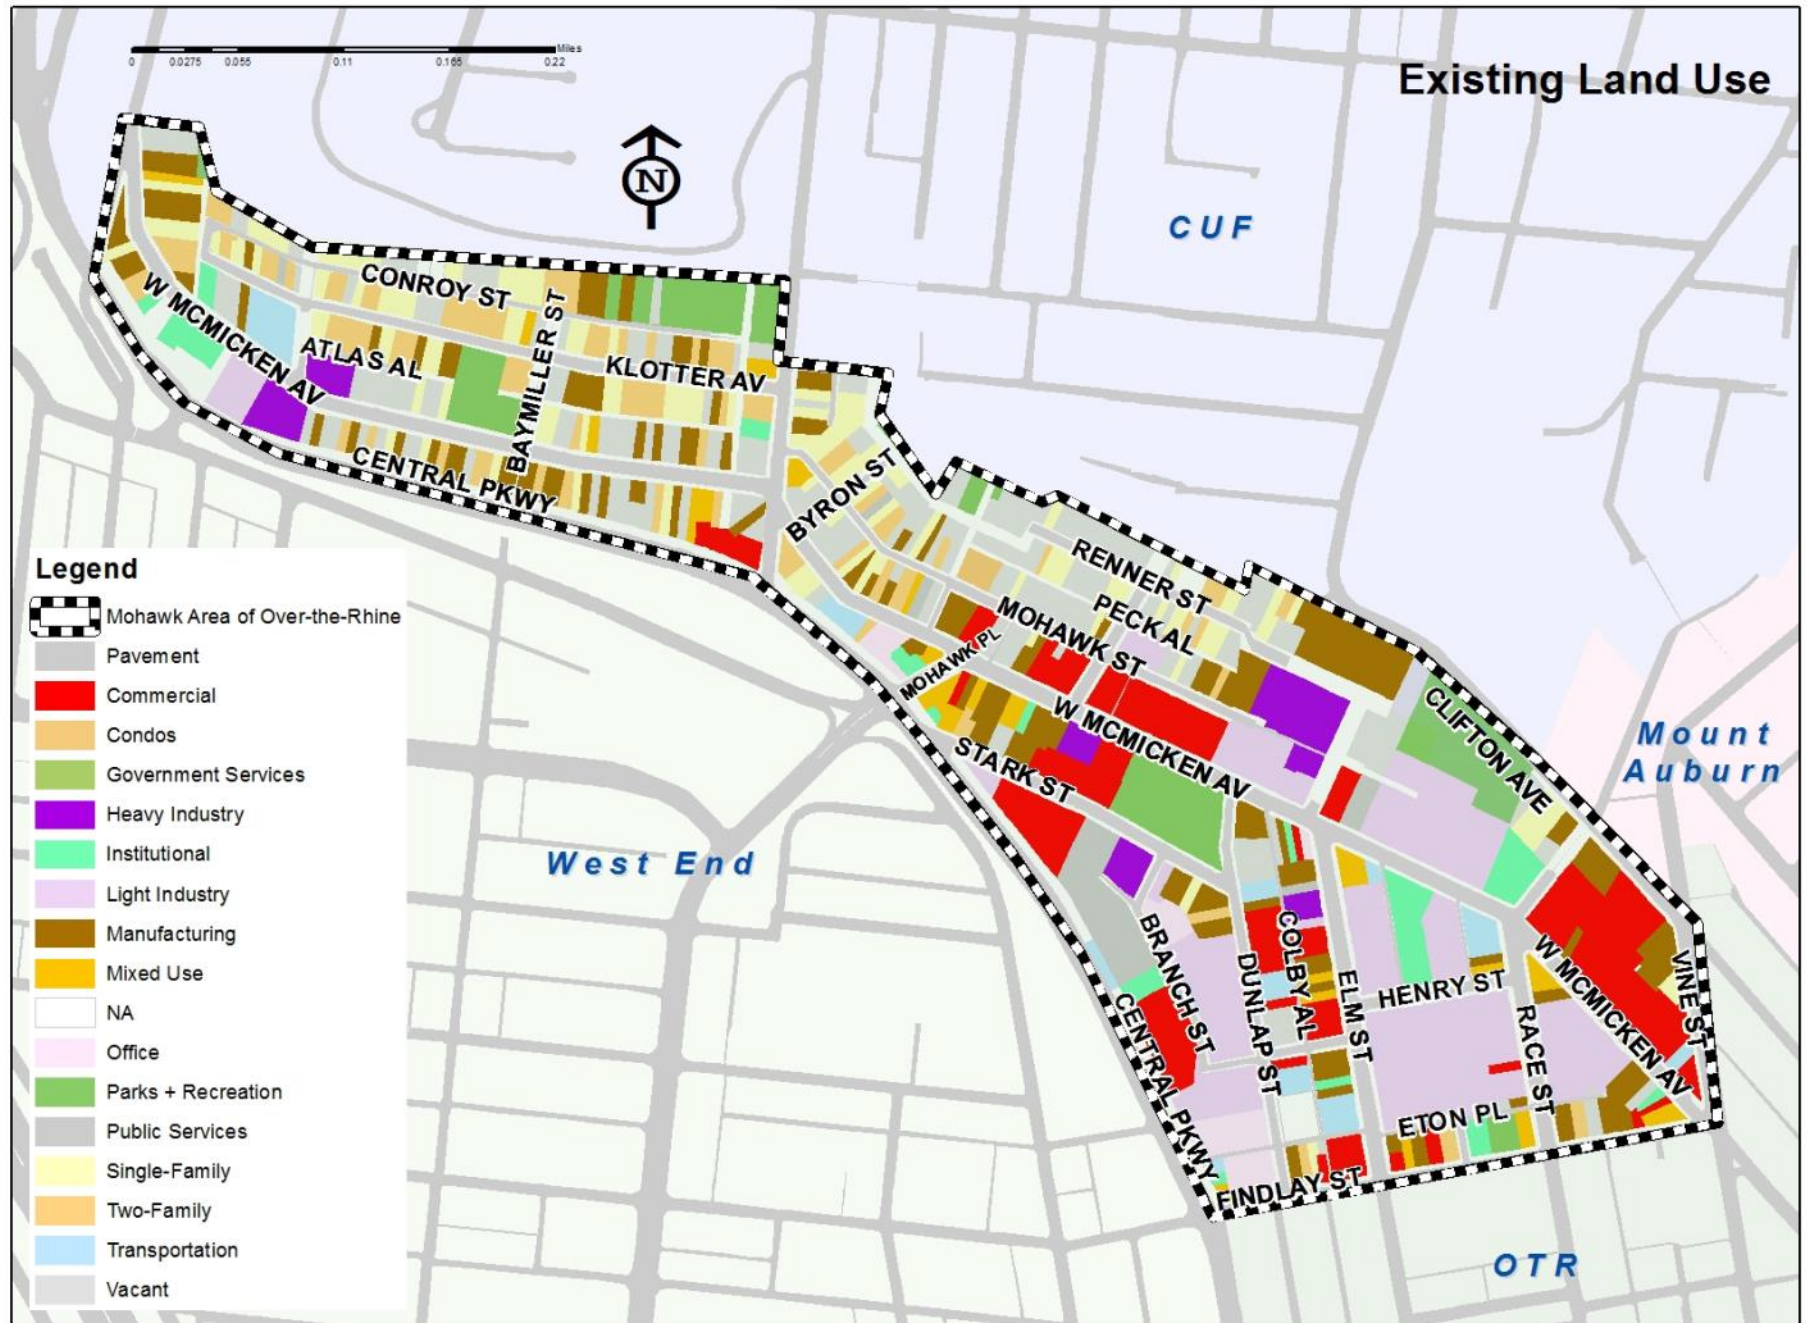 Miles
0 0.0275 0.055 0.11 0.165 0.22
Existing Land Use
N
CUF
CONROY ST
W MCMICKEN AV
ATLAS AL
BAYMILLER ST
KLOTTER AV
CENTRAL PKWY
BYRON ST
RENNER ST
PECK AL
MOHAWK ST
MOHAWK PL
W MCMICKEN AV
STARK ST
CLIFTON AVE
Mount
Auburn
West End
BRANCH ST
COLBY AL
DUNLAP ST
ELM ST
HENRY ST
W MCMICKEN AV
VINE ST
RACE ST
CENTRAL PKWY
ETON PL
FINDLAY ST
OTR
Legend
Mohawk Area of Over-the-Rhine
Pavement
Commercial
Condos
Government Services
Heavy Industry
Institutional
Light Industry
Manufacturing
Mixed Use
NA
Office
Parks + Recreation
Public Services
Single-Family
Two-Family
Transportation
Vacant